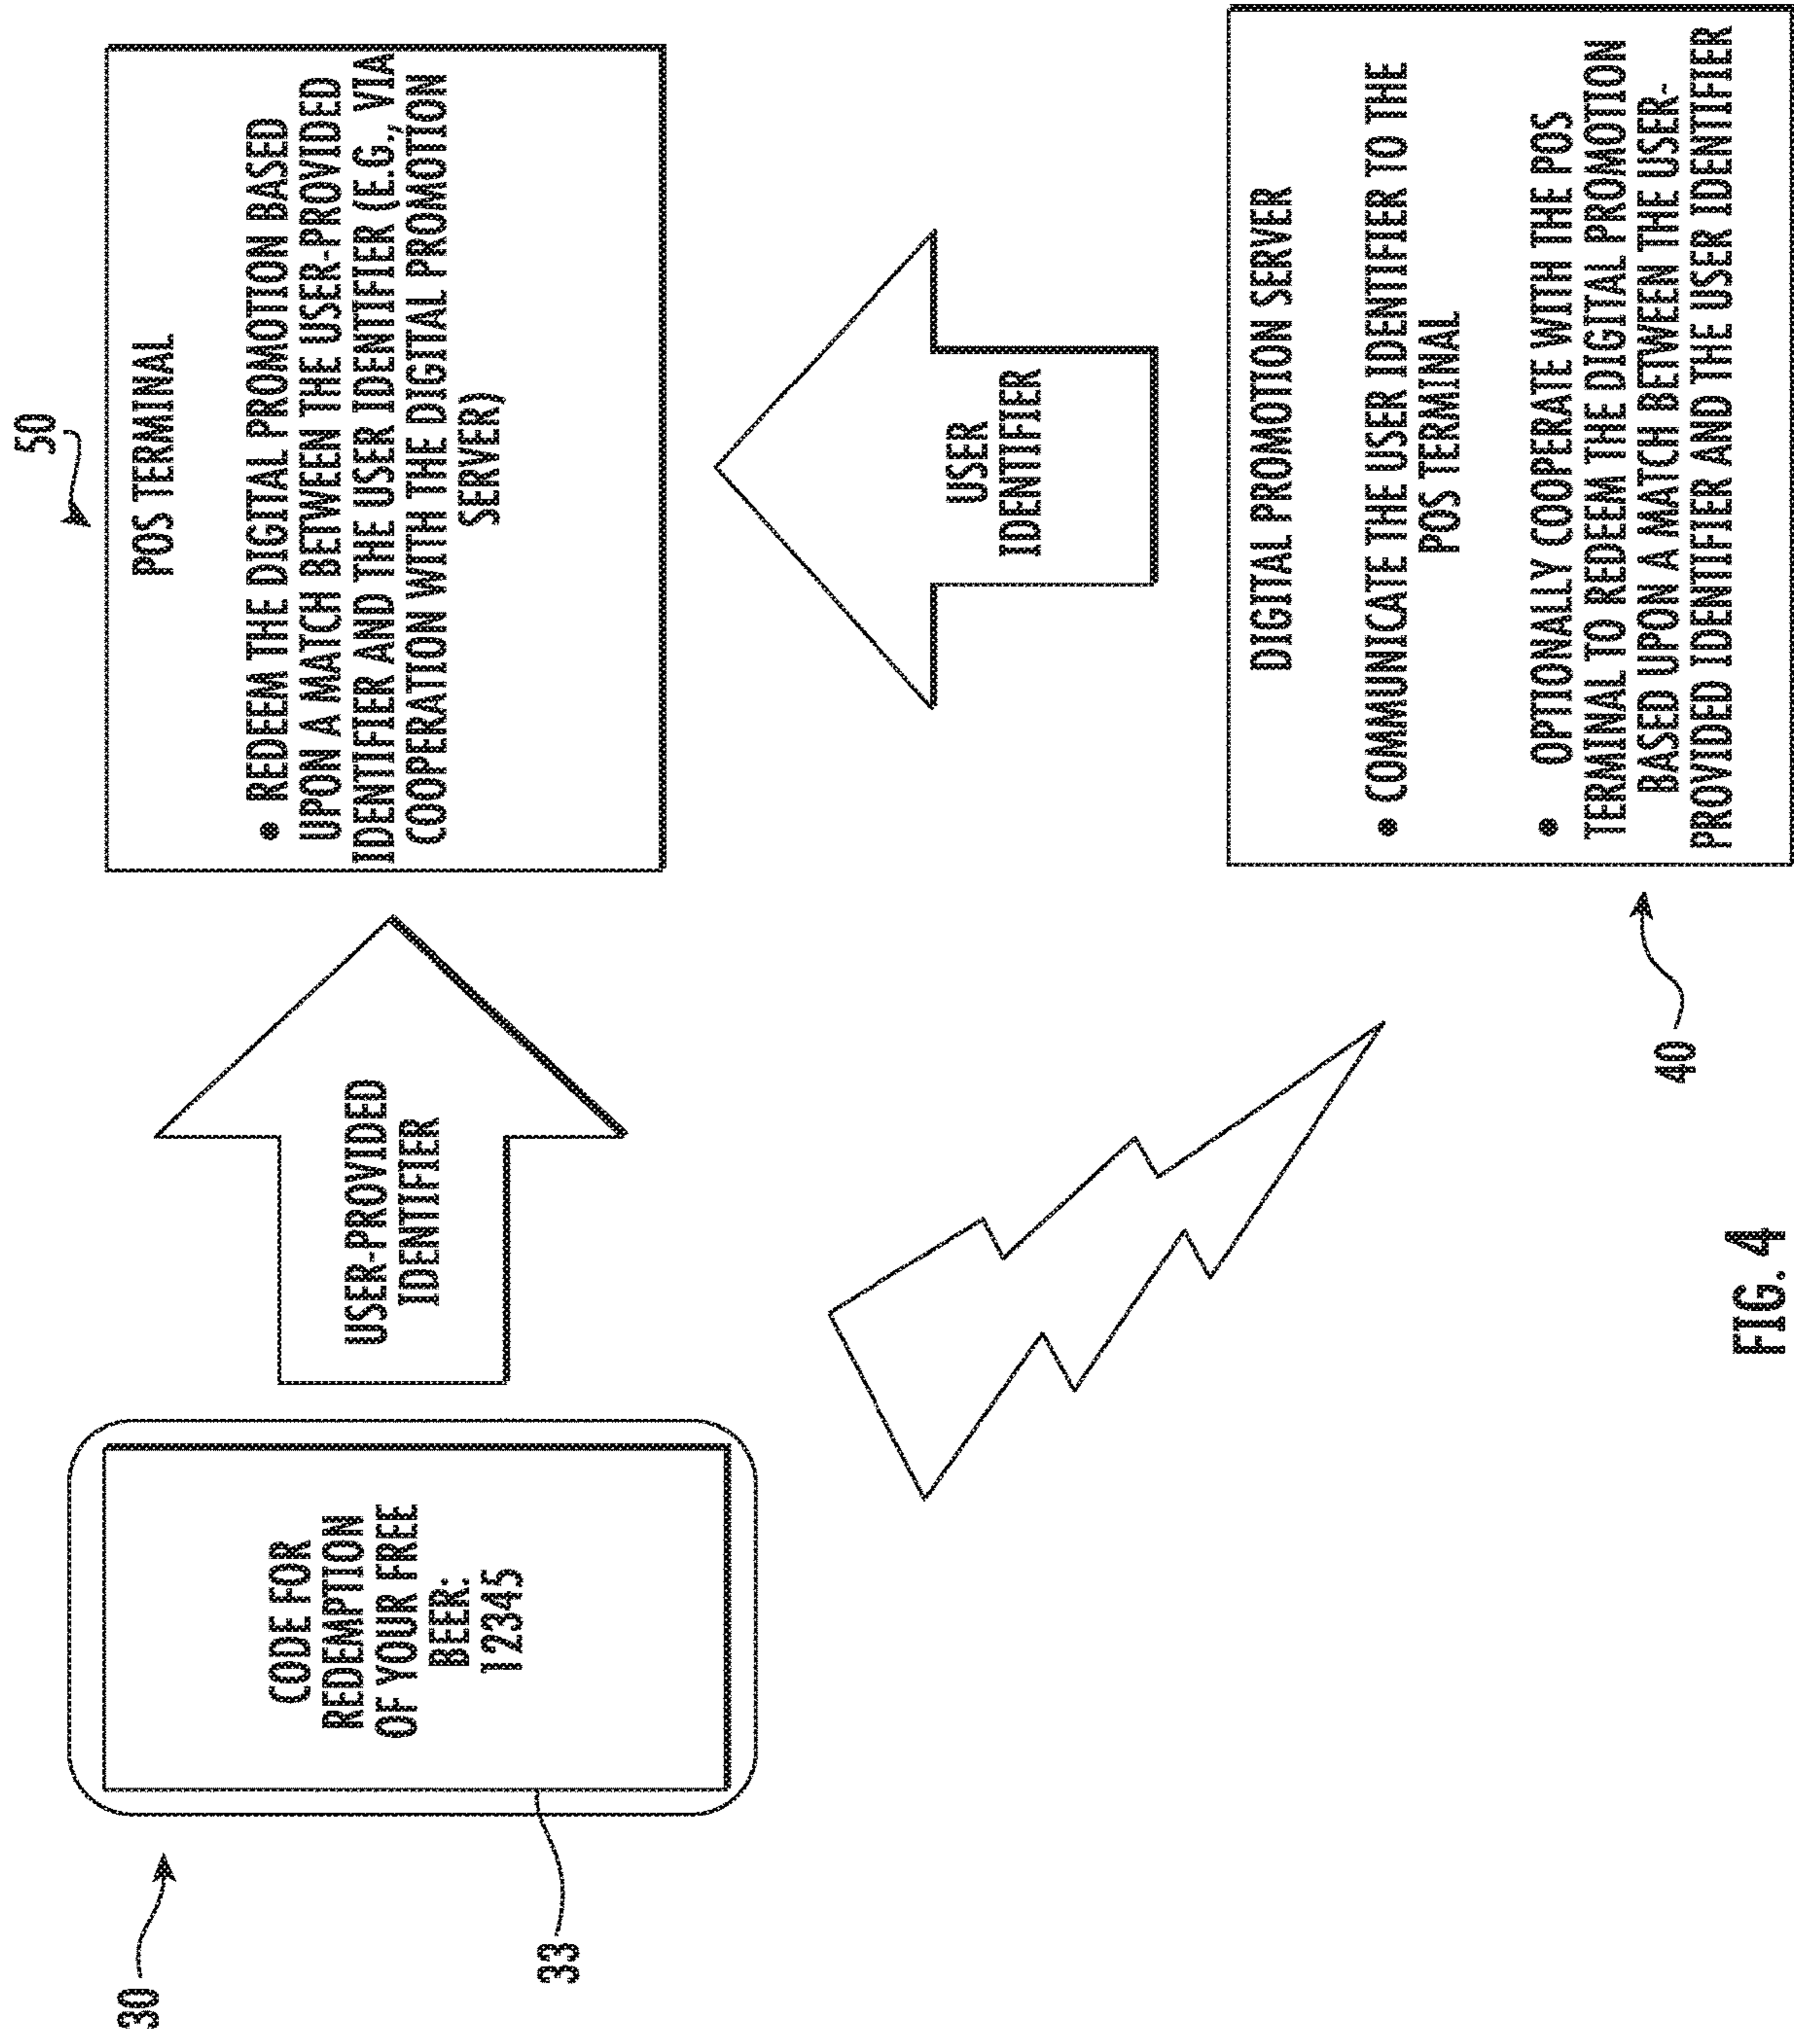 50
POS TERMINAL
• REDEEM THE DIGITAL PROMOTION BASED
UPON A MATCH BETWEEN THE USER-PROVIDED
IDENTIFIER AND THE USER IDENTIFIER (E.G., VIA
COOPERATION WITH THE DIGITAL PROMOTION
SERVER)
30
CODE FOR
REDEMPTION
OF YOUR FREE
BEER:
12345
33
USER-PROVIDED
IDENTIFIER
USER
IDENTIFIER
DIGITAL PROMOTION SERVER
• COMMUNICATE THE USER IDENTIFIER TO THE
POS TERMINAL
• OPTIONALLY COOPERATE WITH THE POS
TERMINAL TO REDEEM THE DIGITAL PROMOTION
BASED UPON A MATCH BETWEEN THE USER-
PROVIDED IDENTIFIER AND THE USER IDENTIFIER
40
FIG. 4